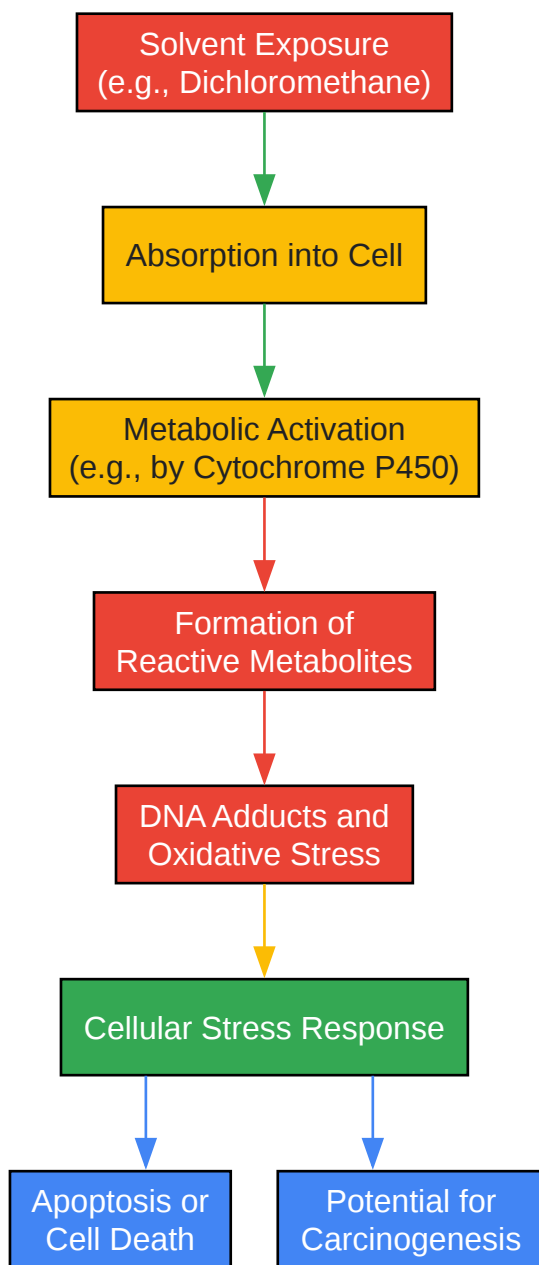 Solvent Exposure
(e.g., Dichloromethane)
Absorption into Cell
Metabolic Activation
(e.g., by Cytochrome P450)
Formation of
Reactive Metabolites
DNA Adducts and
Oxidative Stress
Cellular Stress Response
Apoptosis or
Cell Death
Potential for
Carcinogenesis